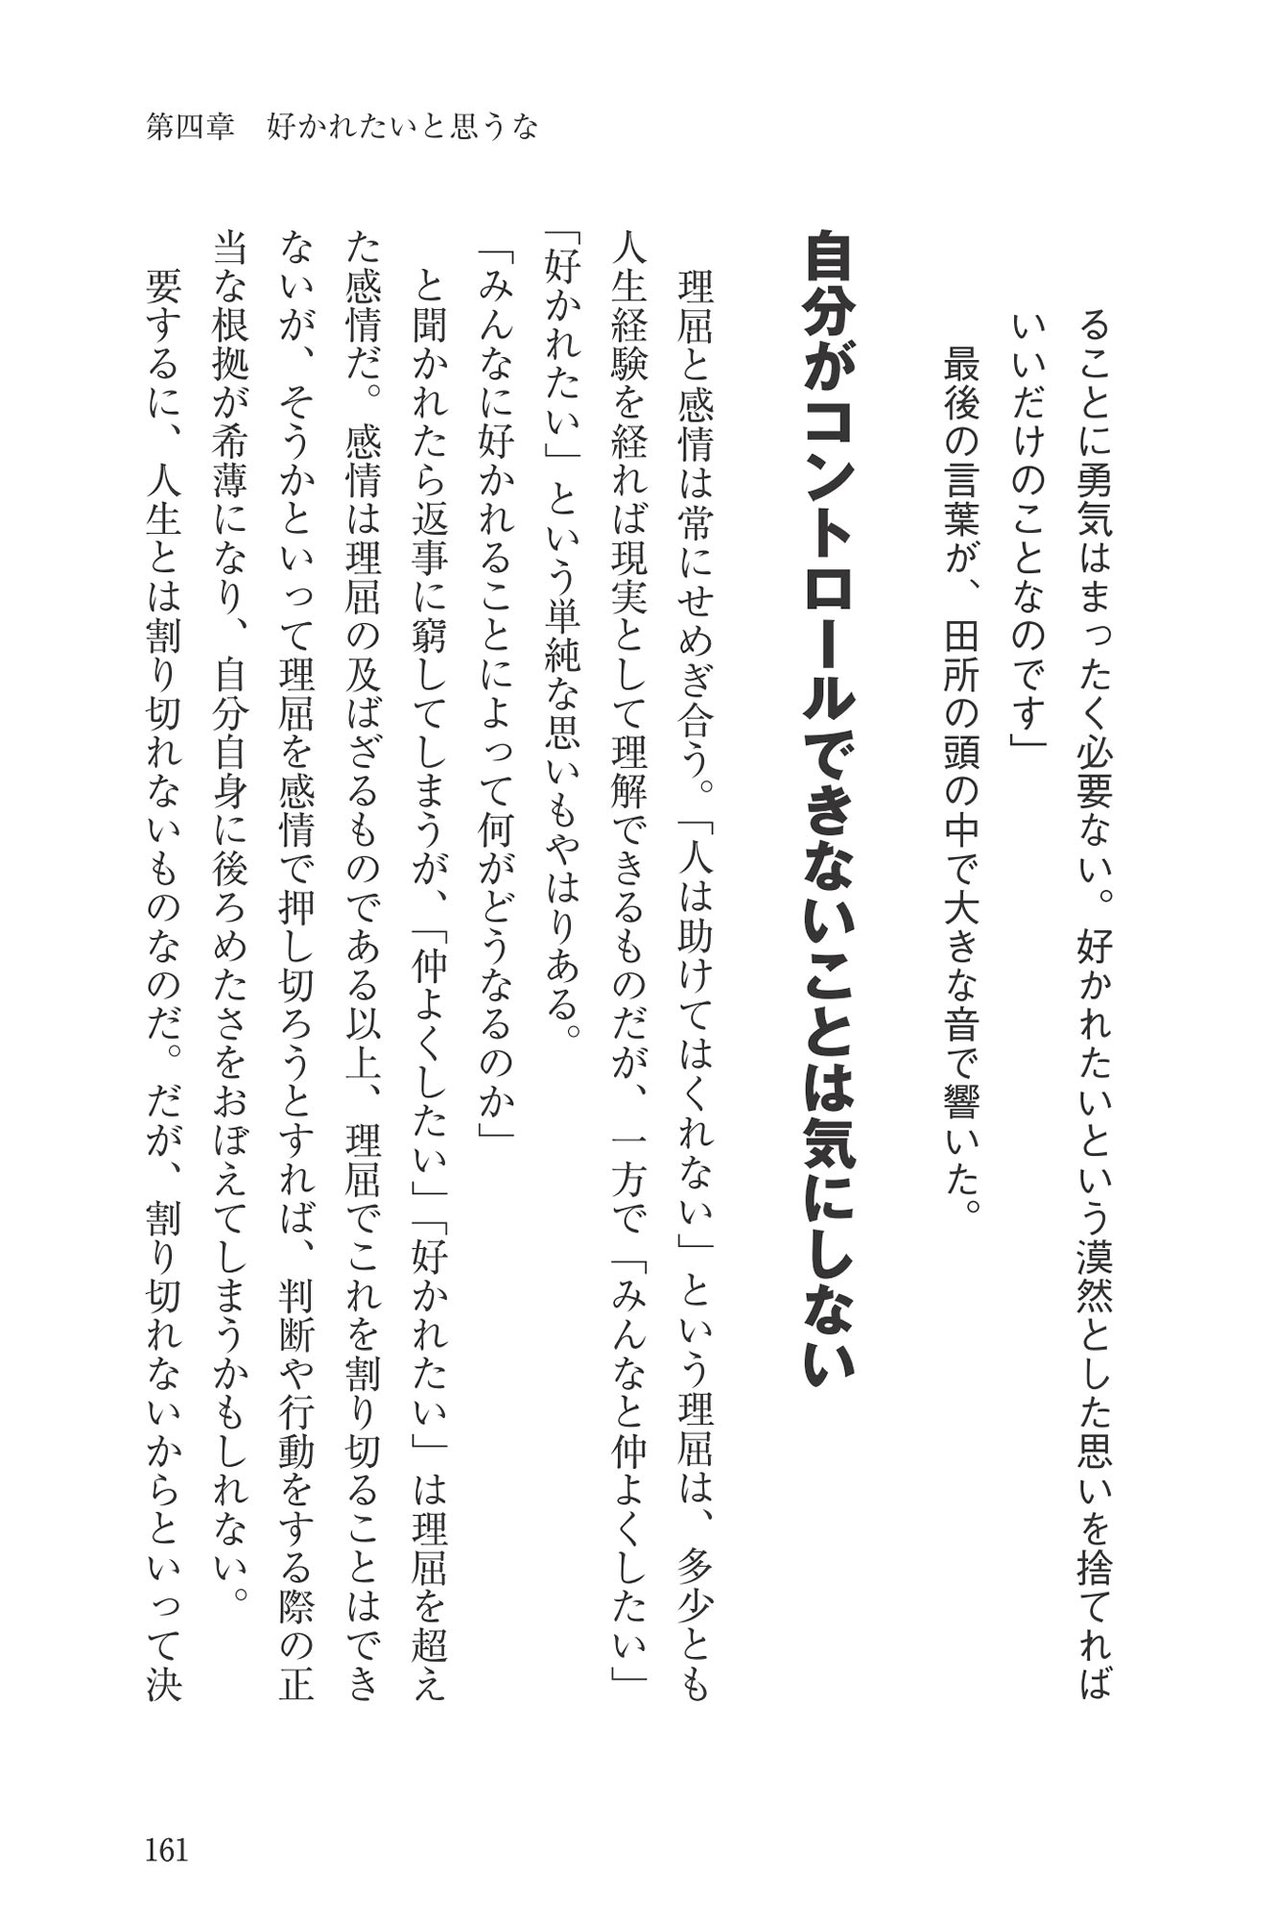 第四章　好かれたいと思うな
ることに勇気はまったく必要ない。好かれたいという漠然とした思いを捨てれば
いいだけのことなのです」
最後の言葉が、田所の頭の中で大きな音で響いた。
自分がコントロールできないことは気にしない
理屈と感情は常にせめぎ合う。「人は助けてはくれない」という理屈は、多少とも
人生経験を経れば現実として理解できるものだが、一方で「みんなと仲よくしたい」
「好かれたい」という単純な思いもやはりある。
「みんなに好かれることによって何がどうなるのか」
と聞かれたら返事に窮してしまうが、「仲よくしたい」「好かれたい」は理屈を超え
た感情だ。感情は理屈の及ばざるものである以上、理屈でこれを割り切ることはでき
ないが、そうかといって理屈を感情で押し切ろうとすれば、判断や行動をする際の正
当な根拠が希薄になり、自分自身に後ろめたさをおぼえてしまうかもしれない。
要するに、人生とは割り切れないものなのだ。だが、割り切れないからといって決
161